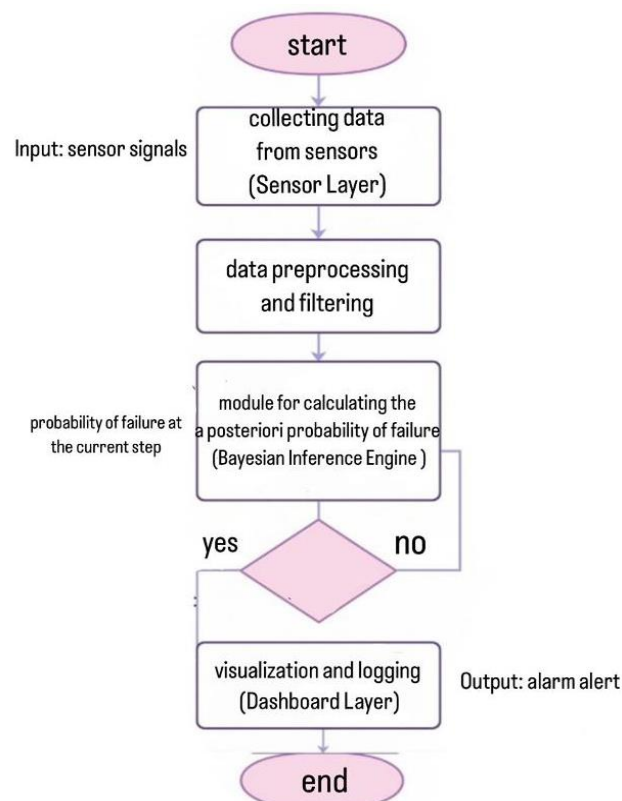 start
collecting data
from sensors
(Sensor Layer)
Input: sensor signals
data preprocessing
and filtering
module for calculating the
a posteriori probability of failure
(Bayesian Inference Engine )
probability of failure at
the current step
yes
no
visualization and logging
(Dashboard Layer)
Output: alarm alert
end